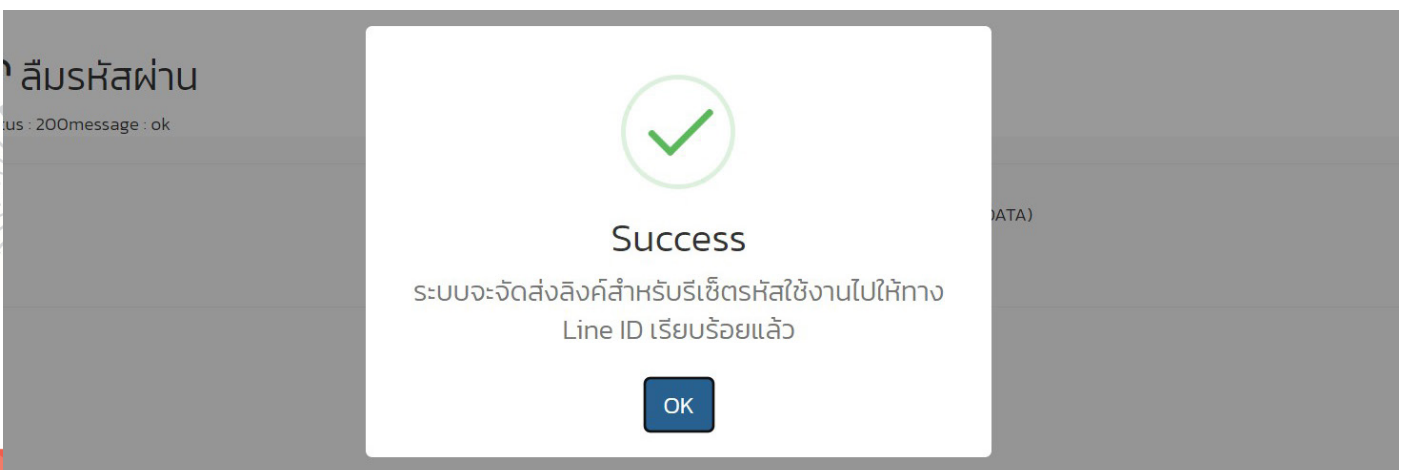 ลืมรหัสผ่าน
tus : 200message : ok
DATA)
Success
ระบบจะจัดส่งลิงค์สำหรับรีเซ็ตรหัสใช้งานไปให้ทาง
Line ID เรียบร้อยแล้ว
OK